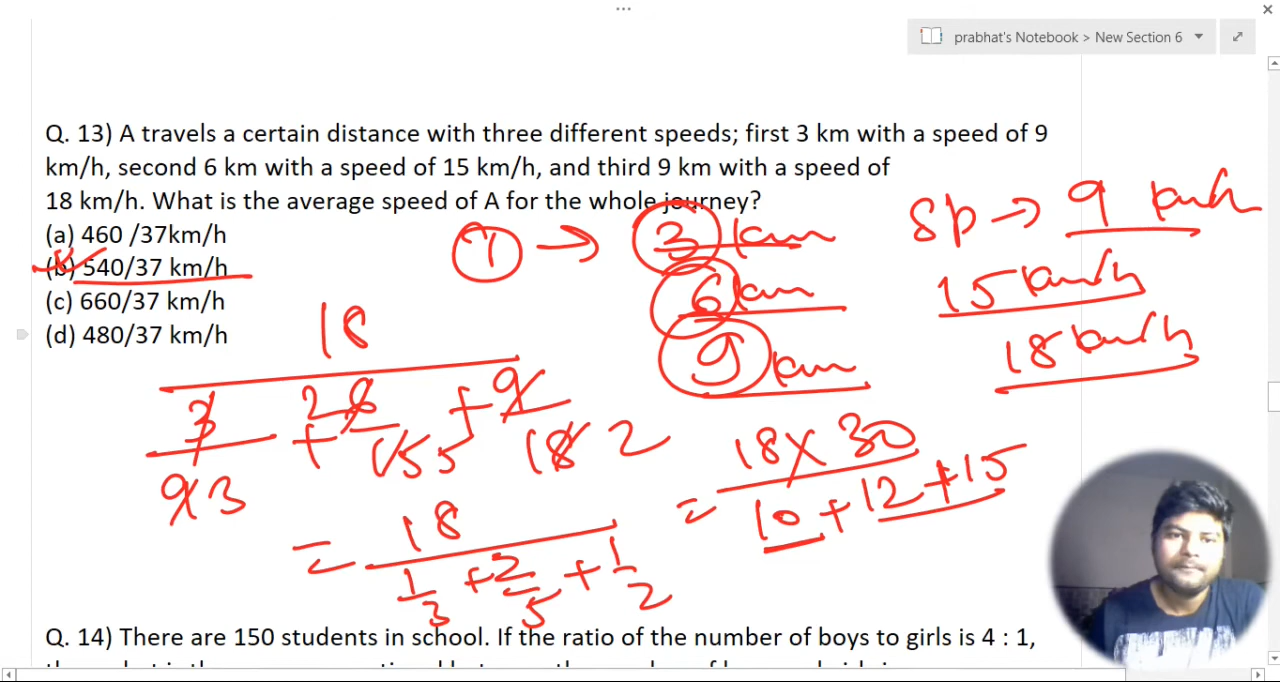 prabhat's Notebook > New Section 6
Q. 13) A travels a certain distance with three different speeds; first 3 km with a speed of 9
km/h, second 6 km with a speed of 15 km/h, and third 9 km with a speed of
18 km/h. What is the average speed of A for the whole journey?
(a) 460 /37km/h
(b) 540/37 km/h
(c) 660/37 km/h
(d) 480/37 km/h
→ 3 km
6 km
9 km
Sp → 9 km/h
15 km/h
18 km/h
18
3 + 2 6 + 9
9 3 15 5 18 2
= 18
1/3 + 2/5 + 1/2
= 18 × 30
10 + 12 + 15
Q. 14) There are 150 students in school. If the ratio of the number of boys to girls is 4 : 1,